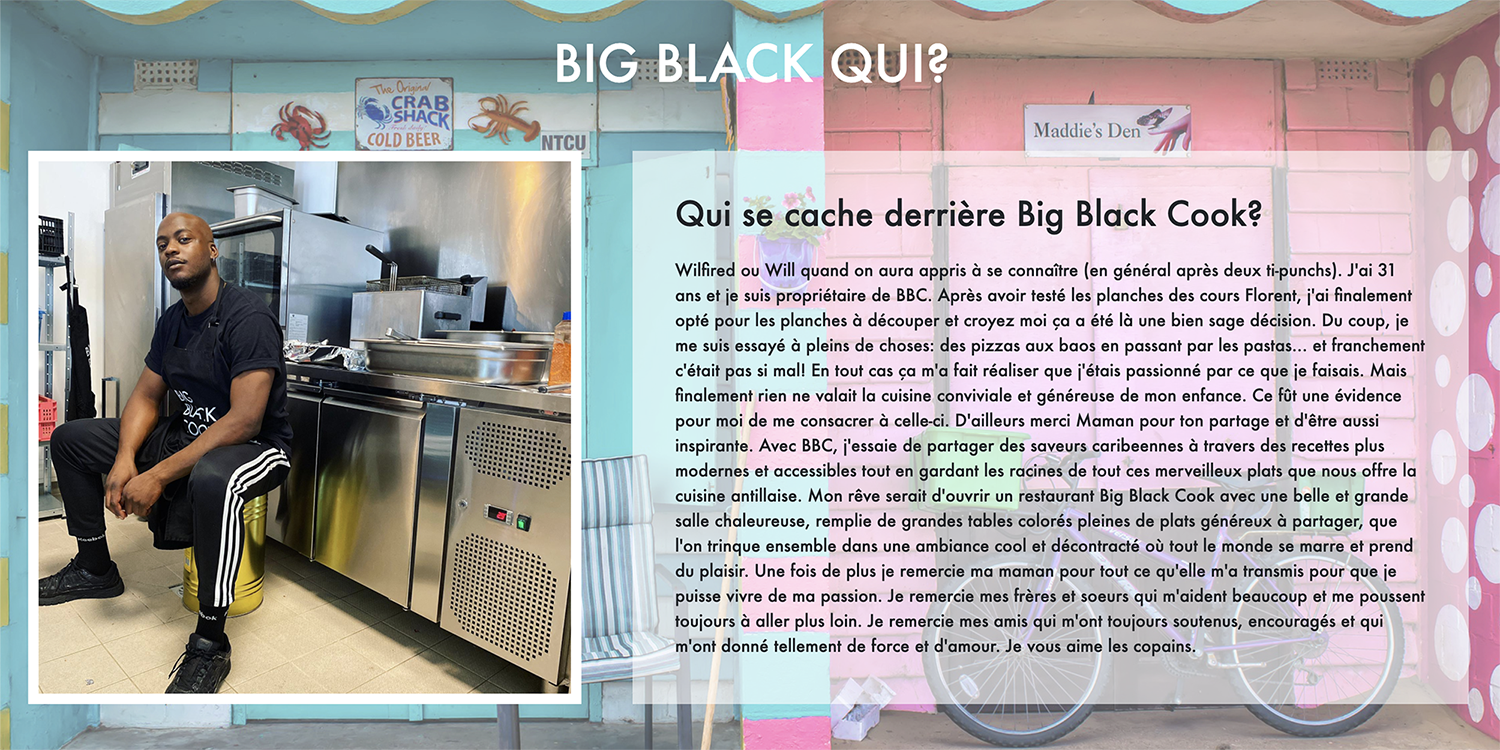 BIG BLACK QUI?
The Original
CRAB
SHACK
COLD BEER
NTCU
Maddie's Den
BIG
BLACK
COOK
Reebok
Reebok
Qui se cache derrière Big Black Cook?
Wilfired ou Will quand on aura appris à se connaître (en général après deux ti-punchs). J'ai 31
ans et je suis propriétaire de BBC. Après avoir testé les planches des cours Florent, j'ai finalement
opté pour les planches à découper et croyez moi ça a été là une bien sage décision. Du coup, je
me suis essayé à pleins de choses: des pizzas aux baos en passant par les pastas... et franchement
c'était pas si mal! En tout cas ça m'a fait réaliser que j'étais passionné par ce que je faisais. Mais
finalement rien ne valait la cuisine conviviale et généreuse de mon enfance. Ce fût une évidence
pour moi de me consacrer à celle-ci. D'ailleurs merci Maman pour ton partage et d'être aussi
inspirante. Avec BBC, j'essaie de partager des saveurs caribeennes à travers des recettes plus
modernes et accessibles tout en gardant les racines de tout ces merveilleux plats que nous offre la
cuisine antillaise. Mon rêve serait d'ouvrir un restaurant Big Black Cook avec une belle et grande
salle chaleureuse, remplie de grandes tables colorés pleines de plats généreux à partager, que
l'on trinque ensemble dans une ambiance cool et décontracté où tout le monde se marre et prend
du plaisir. Une fois de plus je remercie ma maman pour tout ce qu'elle m'a transmis pour que je
puisse vivre de ma passion. Je remercie mes frères et soeurs qui m'aident beaucoup et me poussent
toujours à aller plus loin. Je remercie mes amis qui m'ont toujours soutenus, encouragés et qui
m'ont donné tellement de force et d'amour. Je vous aime les copains.